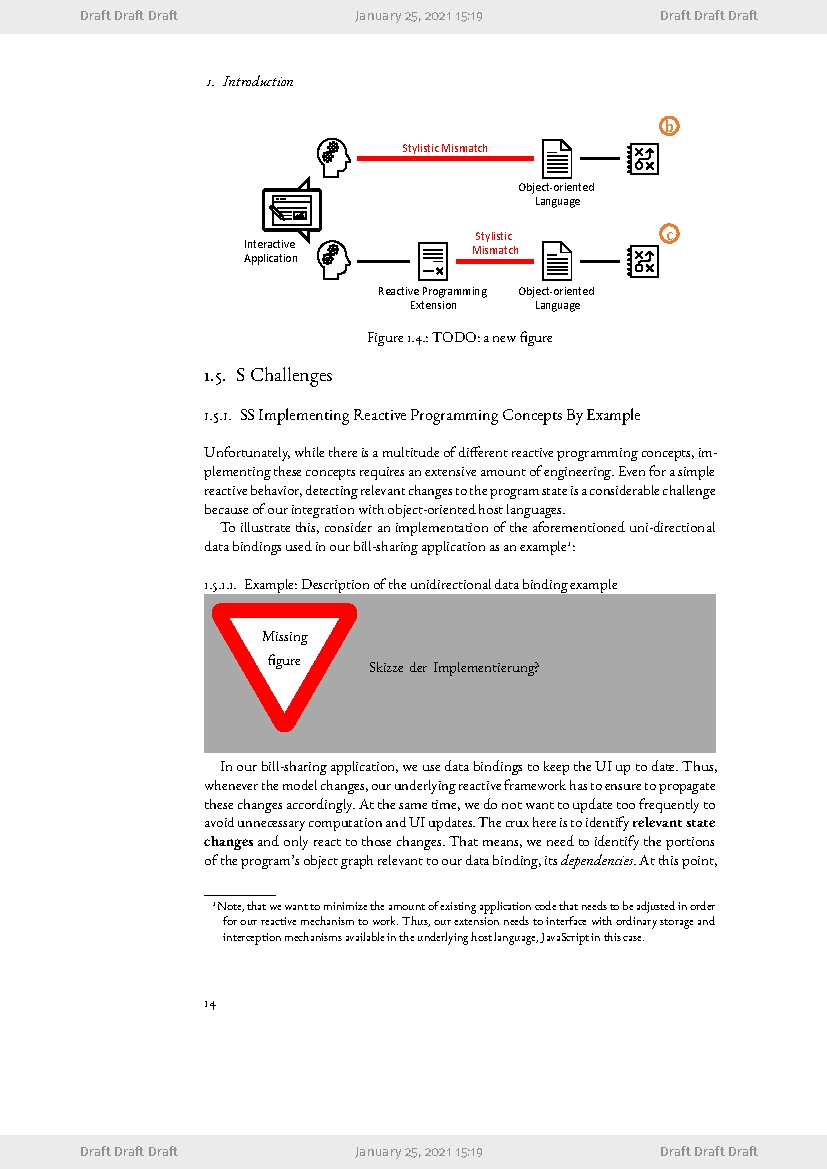 Draft Draft Draft January 25, 2021 15:19 Draft Draft Draft
1. Introduction
b
Stylistic Mismatch
Object-oriented
Language
Interactive
Application
Stylistic
Mismatch
c
Reactive Programming
Extension
Object-oriented
Language
Figure 1.4.: TODO: a new figure
1.5. S Challenges
1.5.1. SS Implementing Reactive Programming Concepts By Example
Unfortunately, while there is a multitude of different reactive programming concepts, im-
plementing these concepts requires an extensive amount of engineering. Even for a simple
reactive behavior, detecting relevant changes to the program state is a considerable challenge
because of our integration with object-oriented host languages.
To illustrate this, consider an implementation of the aforementioned uni-directional
data bindings used in our bill-sharing application as an example¹:
1.5.1.1. Example: Description of the unidirectional data binding example
Missing
figure
Skizze der Implementierung?
In our bill-sharing application, we use data bindings to keep the UI up to date. Thus,
whenever the model changes, our underlying reactive framework has to ensure to propagate
these changes accordingly. At the same time, we do not want to update too frequently to
avoid unnecessary computation and UI updates. The crux here is to identify relevant state
changes and only react to those changes. That means, we need to identify the portions
of the program's object graph relevant to our data binding, its dependencies. At this point,
¹Note, that we want to minimize the amount of existing application code that needs to be adjusted in order
for our reactive mechanism to work. Thus, our extension needs to interface with ordinary storage and
interception mechanisms available in the underlying host language, JavaScript in this case.
14
Draft Draft Draft January 25, 2021 15:19 Draft Draft Draft